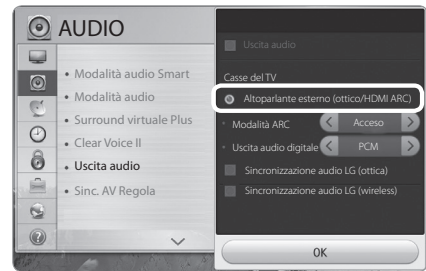 AUDIO
• Modalità audio Smart
• Modalità audio
• Surround virtuale Plus
• Clear Voice II
• Uscita audio
• Sinc. AV Regola
Uscita audio
Casse del TV
Altoparlante esterno (ottico/HDMI ARC)
• Modalità ARC < Acceso >
• Uscita audio digitale < PCM >
Sincronizzazione audio LG (ottica)
Sincronizzazione audio LG (wireless)
OK